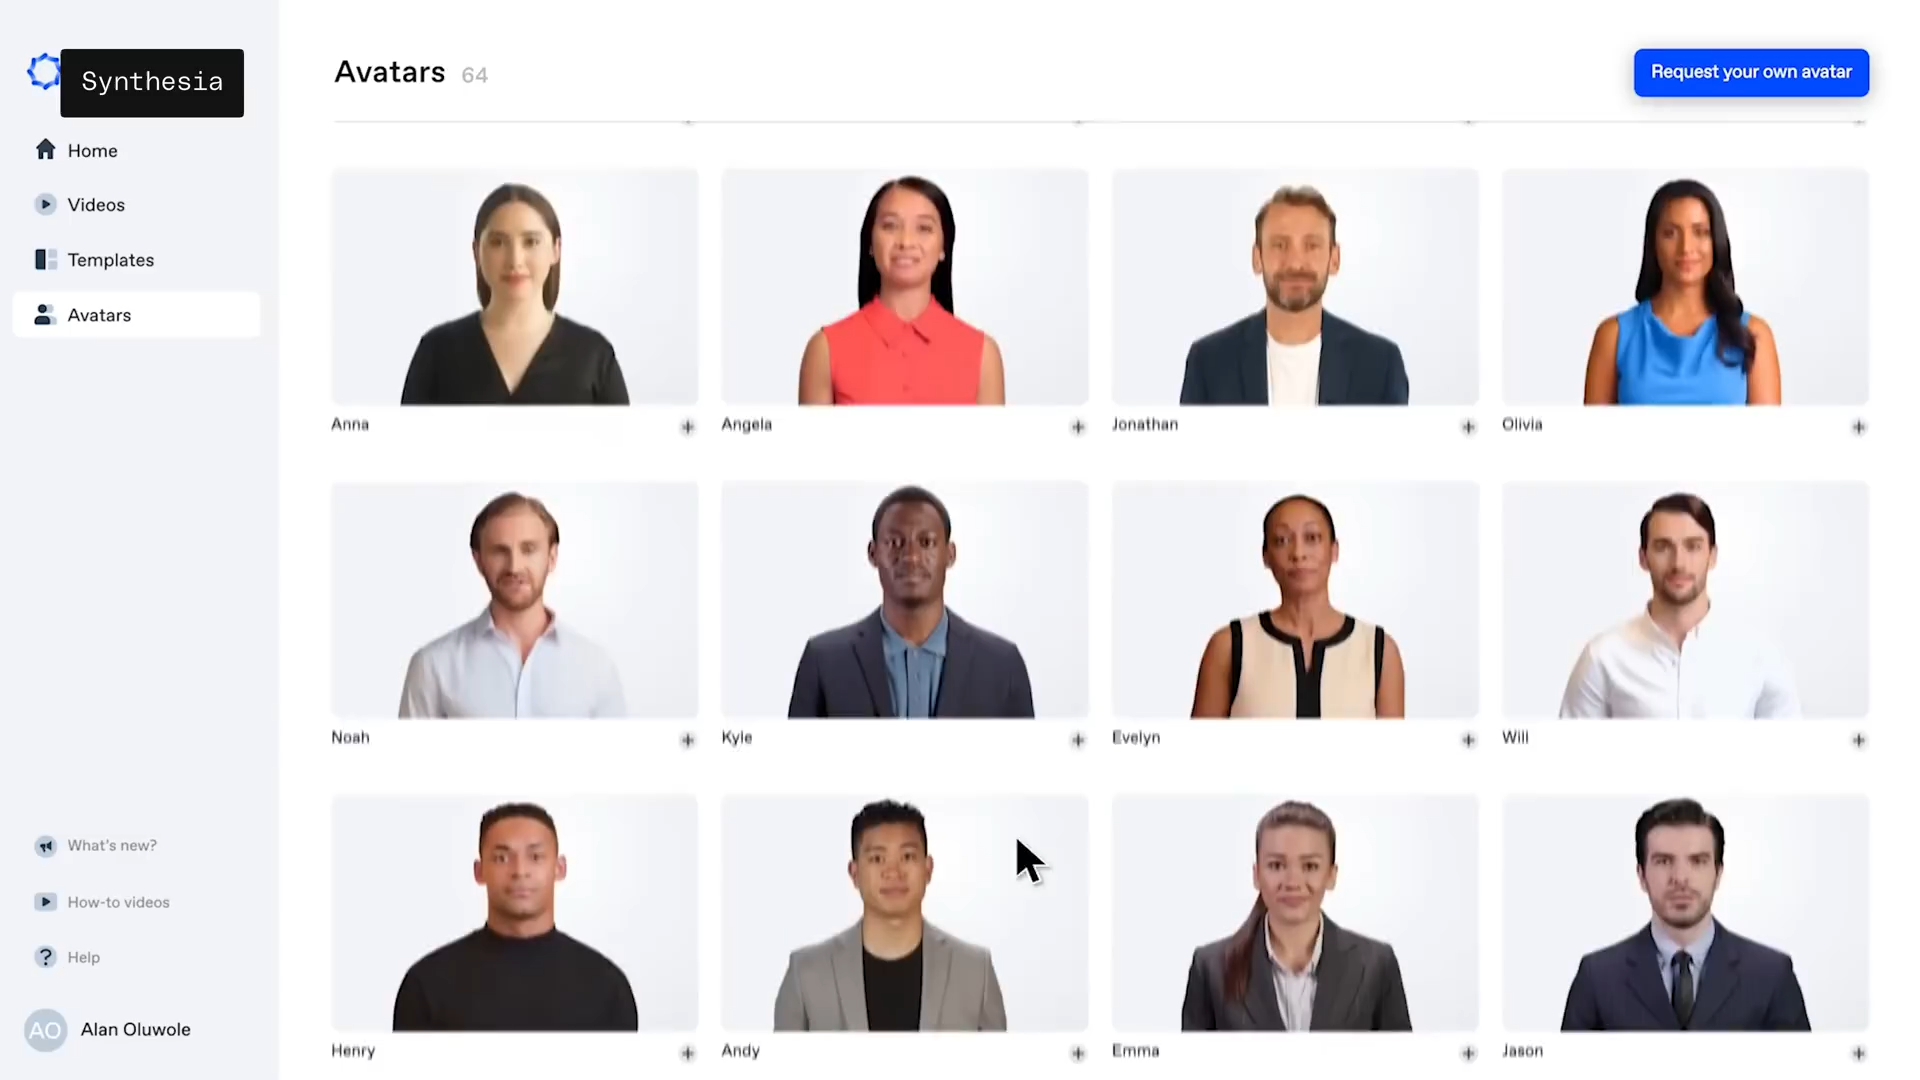 Synthesia
Home
Videos
Templates
Avatars
What's new?
How-to videos
? Help
AO Alan Oluwole
Avatars 64
Request your own avatar
Anna
Angela
Jonathan
Olivia
Noah
Kyle
Evelyn
Will
Henry
Andy
Emma
Jason